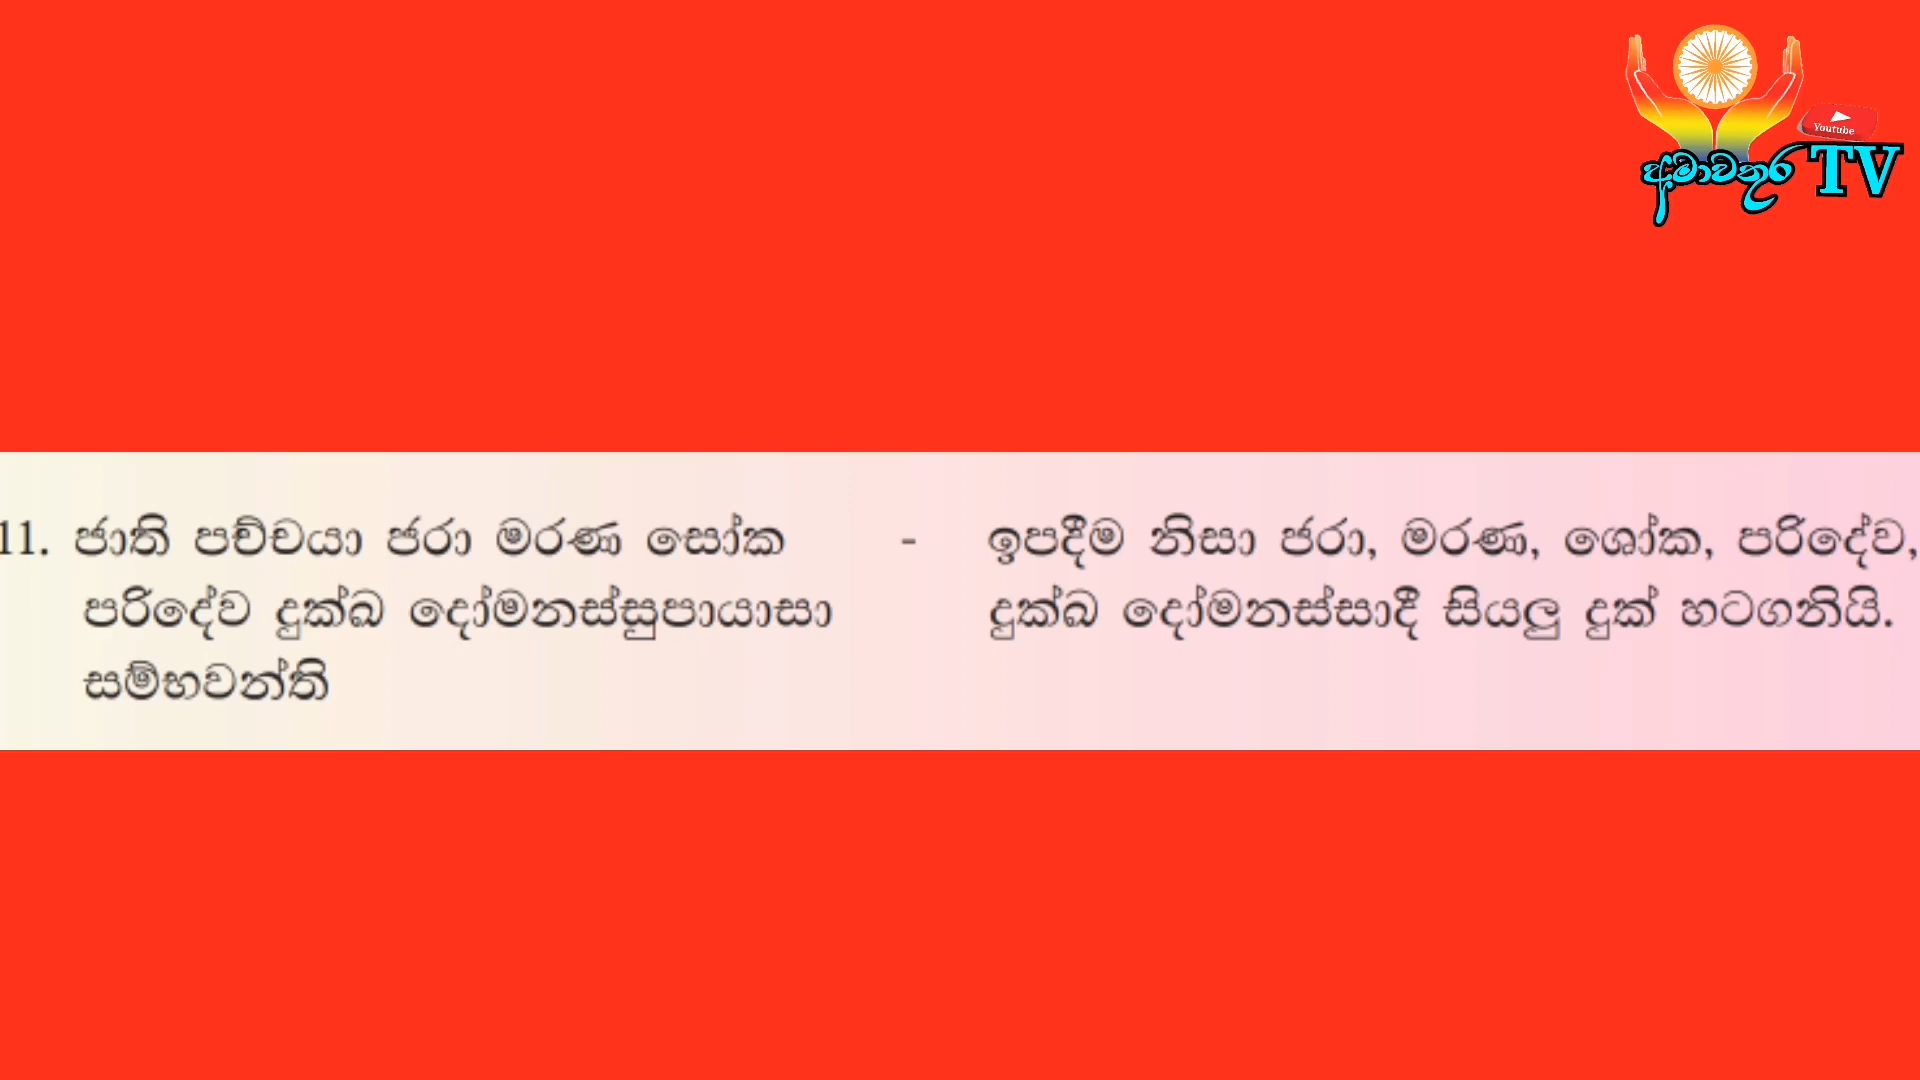 Youtube
අමාවතුර TV
11. ජාති පච්චයා ජරා මරණ සෝක - ඉපදීම නිසා ජරා, මරණ, ශෝක, පරිදේව,
පරිදේව දුක්ඛ දෝමනස්සුපායාසා දුක්ඛ දෝමනස්සාදී සියලු දුක් හටගනියි.
සම්භවන්ති